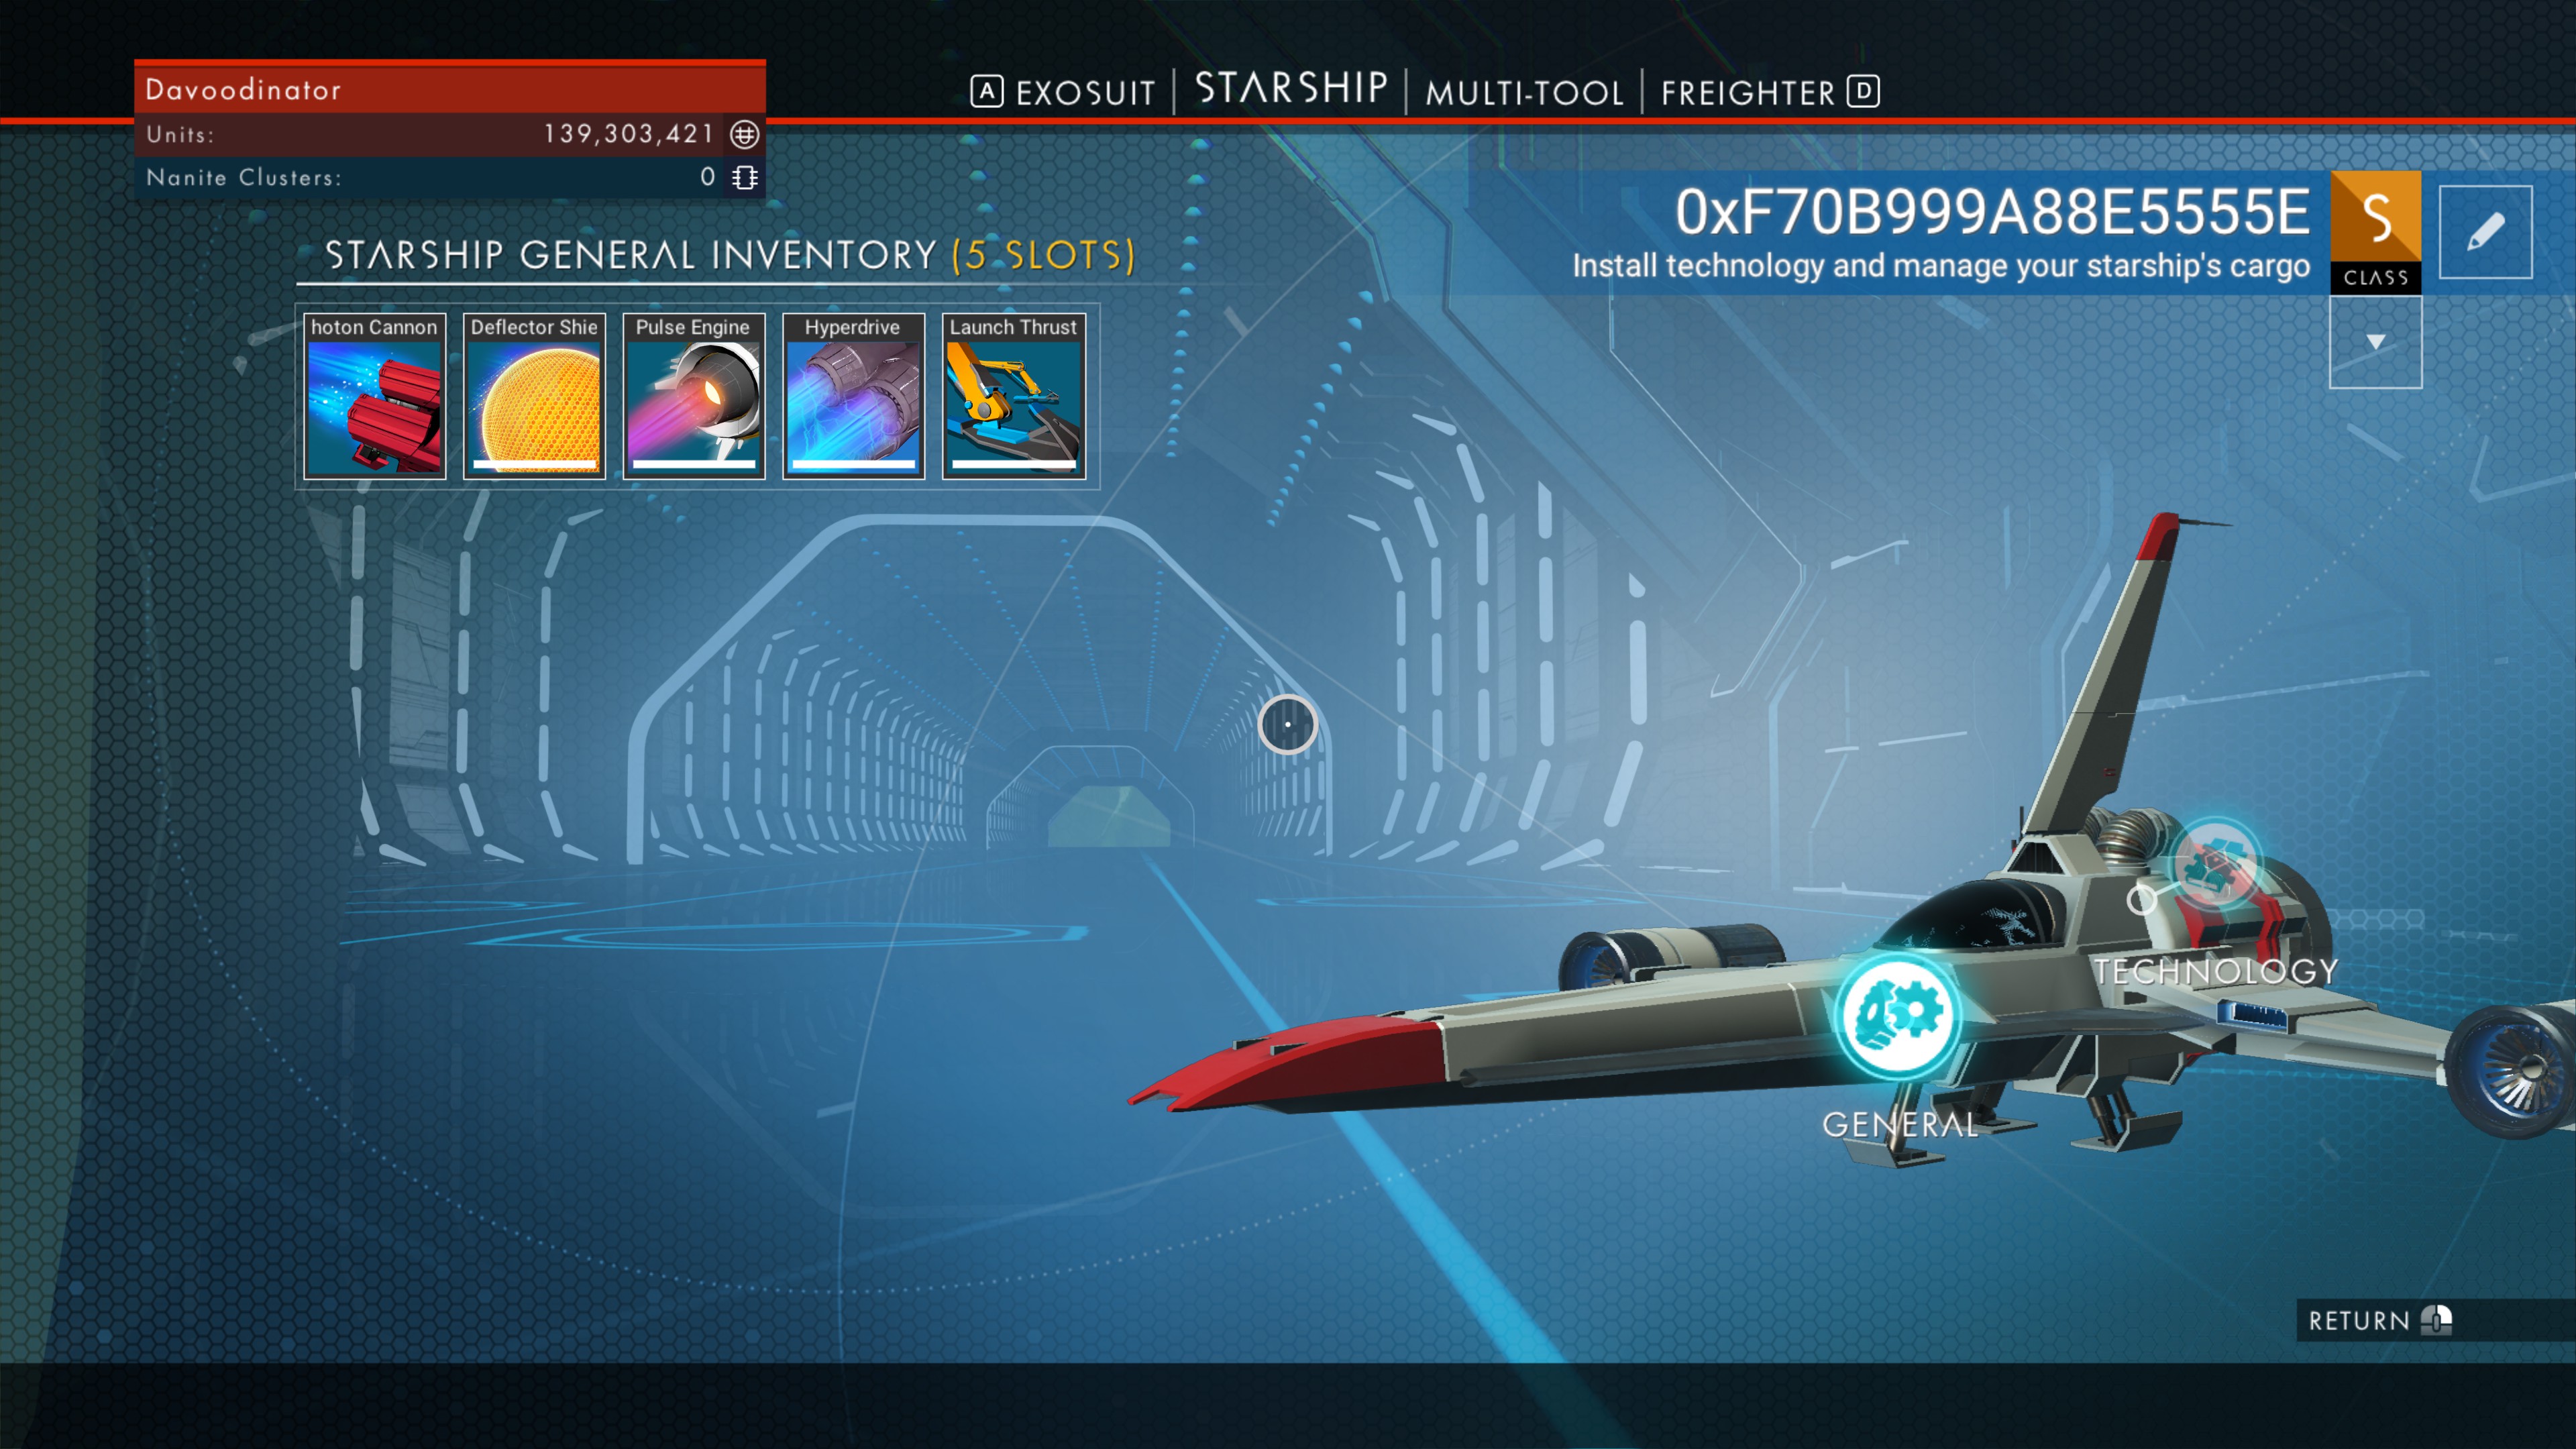 Davoodinator
Units: 139,303,421
Nanite Clusters: 0
A EXOSUIT STARSHIP MULTI-TOOL FREIGHTER D
0xF70B999A88E5555E
Install technology and manage your starship's cargo
S
CLASS
STARSHIP GENERAL INVENTORY (5 SLOTS)
hoton Cannon
Deflector Shie
Pulse Engine
Hyperdrive
Launch Thrust
TECHNOLOGY
GENERAL
RETURN